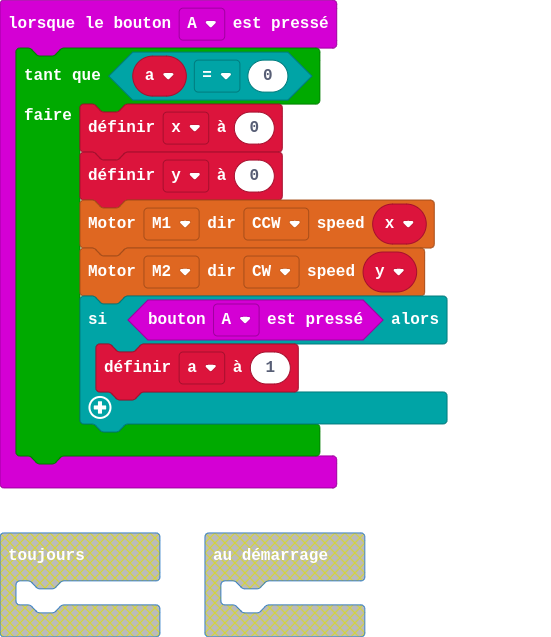 lorsque le bouton A est pressé
tant que a = 0
faire
définir x à 0
définir y à 0
Motor M1 dir CCW speed x
Motor M2 dir CW speed y
si bouton A est pressé alors
définir a à 1
toujours au démarrage